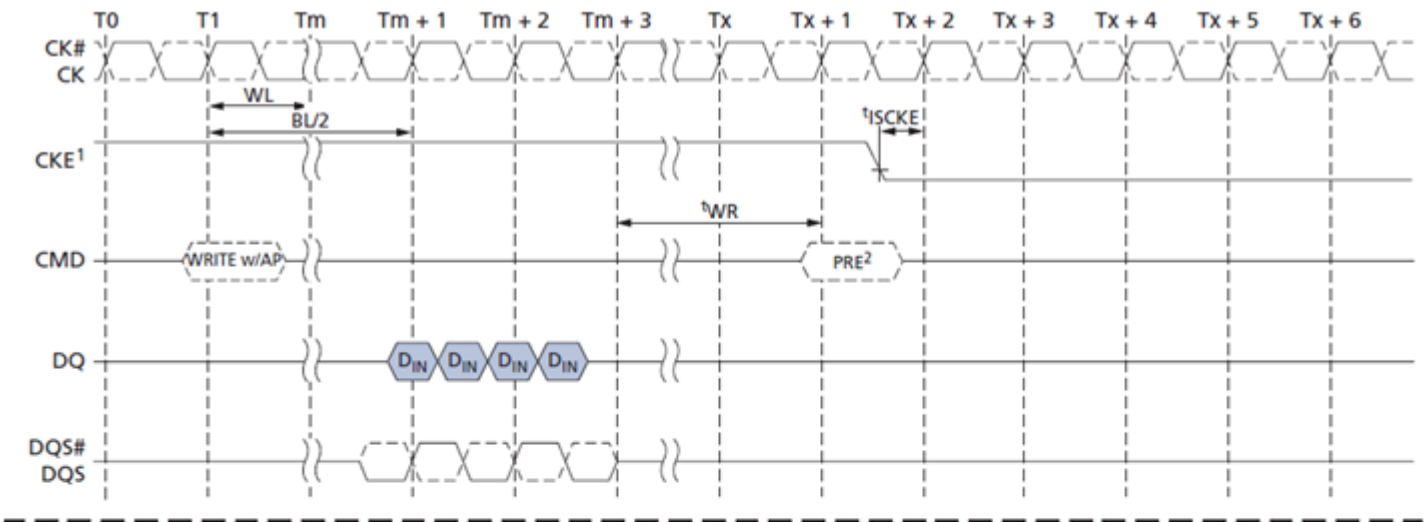 T0 T1 Tm Tm + 1 Tm + 2 Tm + 3 Tx Tx + 1 Tx + 2 Tx + 3 Tx + 4 Tx + 5 Tx + 6
CK#
CK
WL
BL/2
tISCKE
CKE1
tWR
CMD WRITE w/AP PRE2
DQ DIN DIN DIN DIN
DQS#
DQS